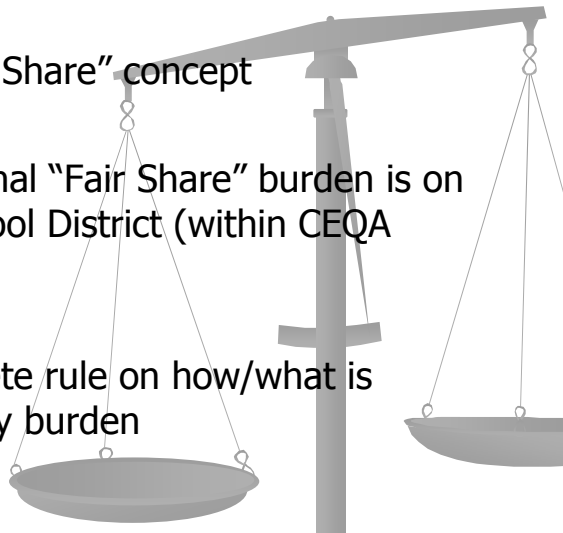 Share” concept
nal “Fair Share” burden is on
ool District (within CEQA
te rule on how/what is
y burden